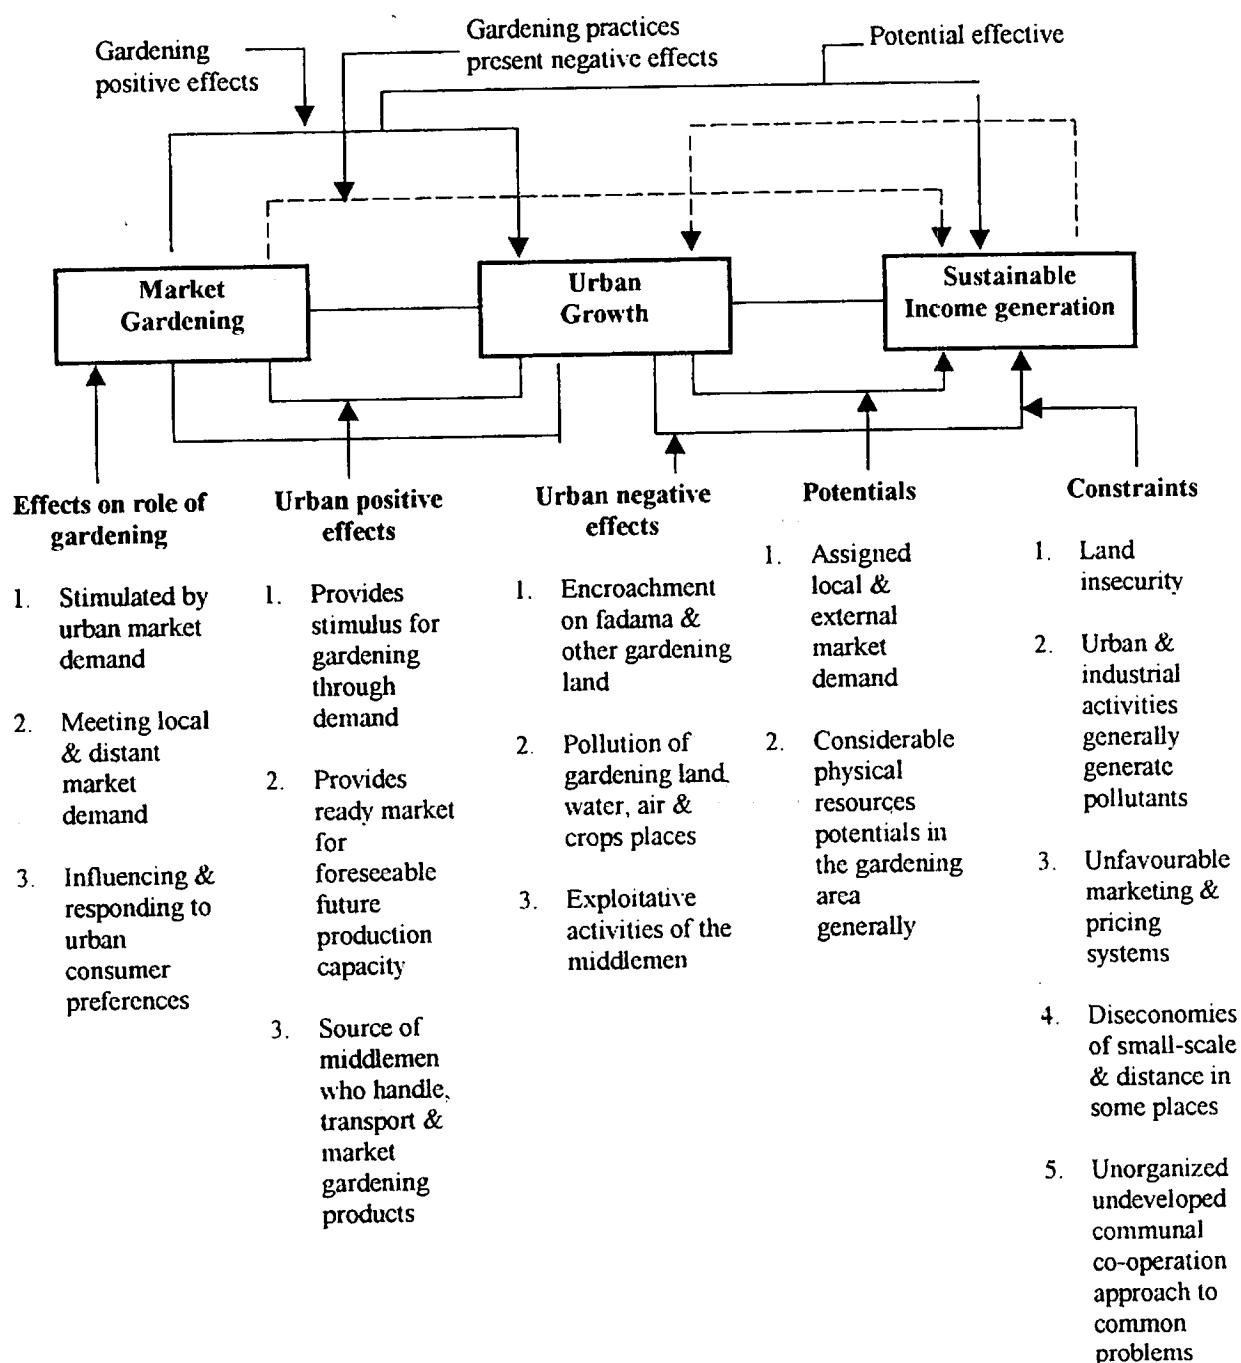 Gardening
positive effects
Gardening practices
present negative effects
Potential effective
Market
Gardening
Urban
Growth
Sustainable
Income generation
Effects on role of
gardening
1. Stimulated by
urban market
demand
2. Meeting local
& distant
market
demand
3. Influencing &
responding to
urban
consumer
preferences
Urban positive
effects
1. Provides
stimulus for
gardening
through
demand
2. Provides
ready market
for
foreseeable
future
production
capacity
3. Source of
middlemen
who handle,
transport &
market
gardening
products
Urban negative
effects
1. Encroachment
on fadama &
other gardening
land
2. Pollution of
gardening land,
water, air &
crops places
3. Exploitative
activities of the
middlemen
Potentials
1. Assigned
local &
external
market
demand
2. Considerable
physical
resources
potentials in
the gardening
area
generally
Constraints
1. Land
insecurity
2. Urban &
industrial
activities
generally
generate
pollutants
3. Unfavourable
marketing &
pricing
systems
4. Diseconomies
of small-scale
& distance in
some places
5. Unorganized
undeveloped
communal
co-operation
approach to
common
problems